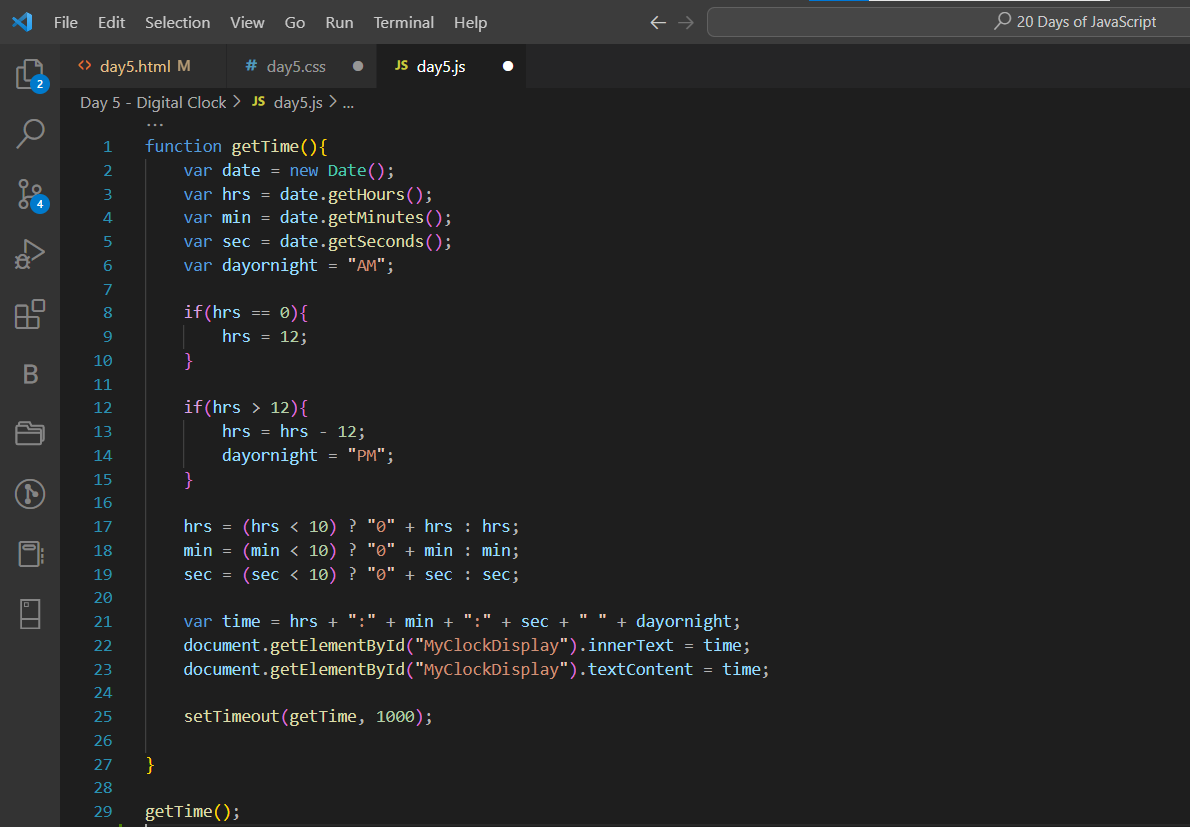 File Edit Selection View Go Run Terminal Help 20 Days of JavaScript
<> day5.html M # day5.css JS day5.js
Day 5 - Digital Clock > JS day5.js > ...
2
4
B
...
1 function getTime(){
2     var date = new Date();
3     var hrs = date.getHours();
4     var min = date.getMinutes();
5     var sec = date.getSeconds();
6     var dayornight = "AM";
7
8     if(hrs == 0){
9         hrs = 12;
10     }
11
12     if(hrs > 12){
13         hrs = hrs - 12;
14         dayornight = "PM";
15     }
16
17     hrs = (hrs < 10) ? "0" + hrs : hrs;
18     min = (min < 10) ? "0" + min : min;
19     sec = (sec < 10) ? "0" + sec : sec;
20
21     var time = hrs + ":" + min + ":" + sec + " " + dayornight;
22     document.getElementById("MyClockDisplay").innerText = time;
23     document.getElementById("MyClockDisplay").textContent = time;
24
25     setTimeout(getTime, 1000);
26
27 }
28
29 getTime();